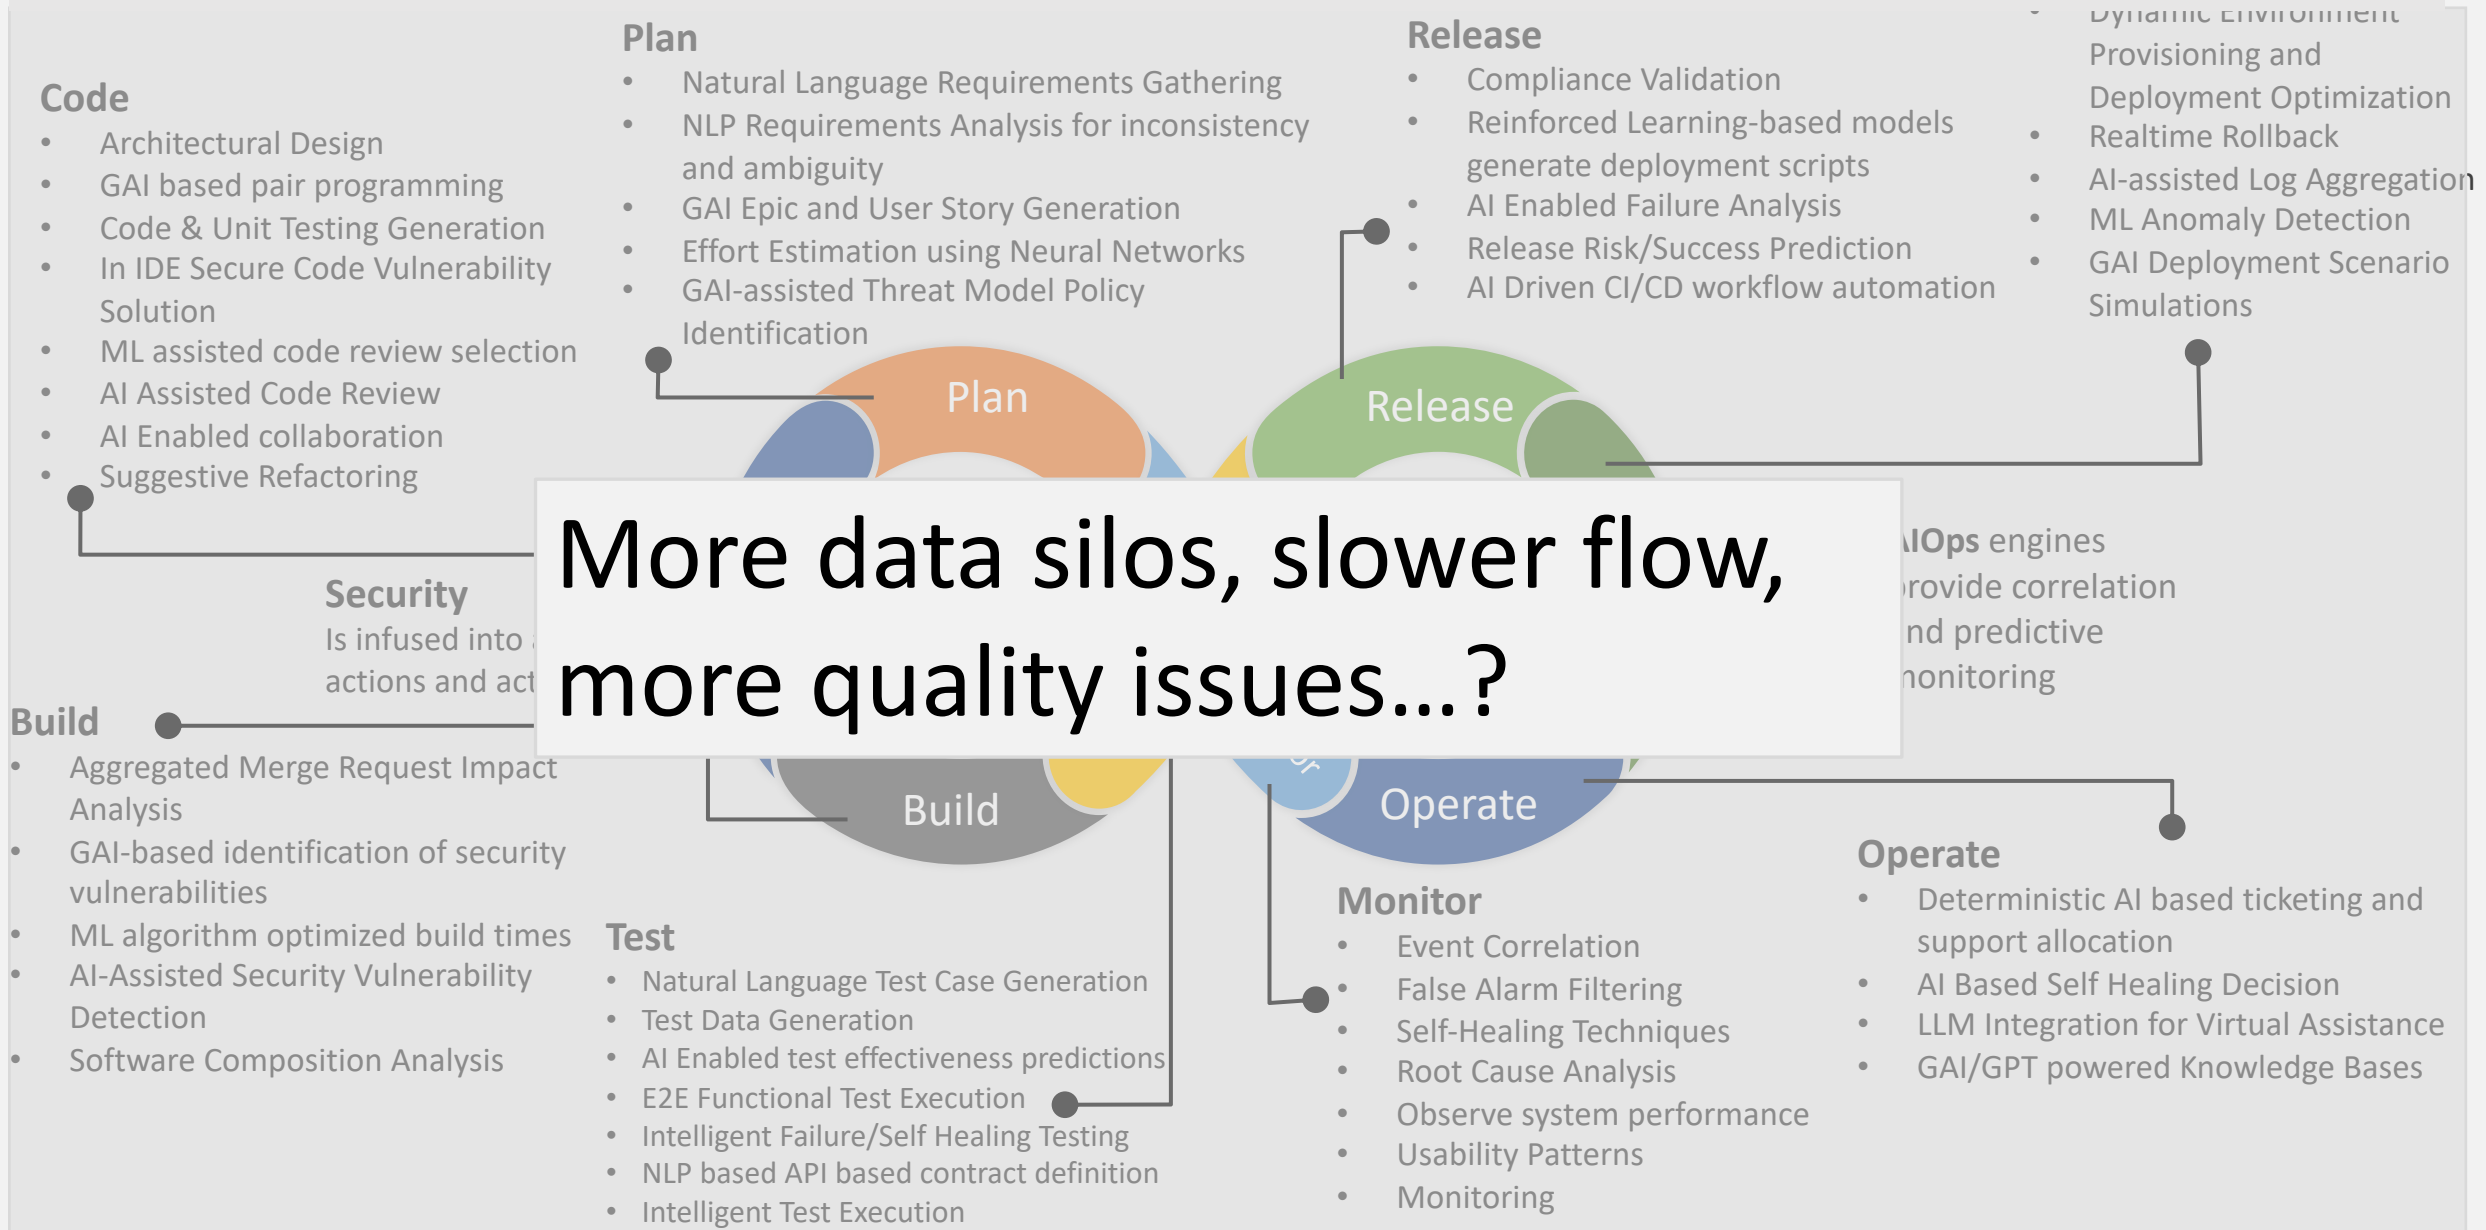 Plan
• Natural Language Requirements Gathering
• NLP Requirements Analysis for inconsistency
and ambiguity
• GAI Epic and User Story Generation
• Effort Estimation using Neural Networks
• GAI-assisted Threat Model Policy
Identification
Release
• Compliance Validation
• Reinforced Learning-based models
generate deployment scripts
• AI Enabled Failure Analysis
• Release Risk/Success Prediction
• AI Driven CI/CD workflow automation
• Dynamic Environment
Provisioning and
Deployment Optimization
• Realtime Rollback
• AI-assisted Log Aggregation
• ML Anomaly Detection
• GAI Deployment Scenario
Simulations
Code
• Architectural Design
• GAI based pair programming
• Code & Unit Testing Generation
• In IDE Secure Code Vulnerability
Solution
• ML assisted code review selection
• AI Assisted Code Review
• AI Enabled collaboration
• Suggestive Refactoring
Plan
Release
More data silos, slower flow,
more quality issues...?
Security
Is infused into
actions and act
AIOps engines
provide correlation
and predictive
monitoring
Build
• Aggregated Merge Request Impact
Analysis
• GAI-based identification of security
vulnerabilities
• ML algorithm optimized build times
• AI-Assisted Security Vulnerability
Detection
• Software Composition Analysis
Build
or
Operate
Test
• Natural Language Test Case Generation
• Test Data Generation
• AI Enabled test effectiveness predictions
• E2E Functional Test Execution
• Intelligent Failure/Self Healing Testing
• NLP based API based contract definition
• Intelligent Test Execution
Monitor
• Event Correlation
• False Alarm Filtering
• Self-Healing Techniques
• Root Cause Analysis
• Observe system performance
• Usability Patterns
• Monitoring
Operate
• Deterministic AI based ticketing and
support allocation
• AI Based Self Healing Decision
• LLM Integration for Virtual Assistance
• GAI/GPT powered Knowledge Bases